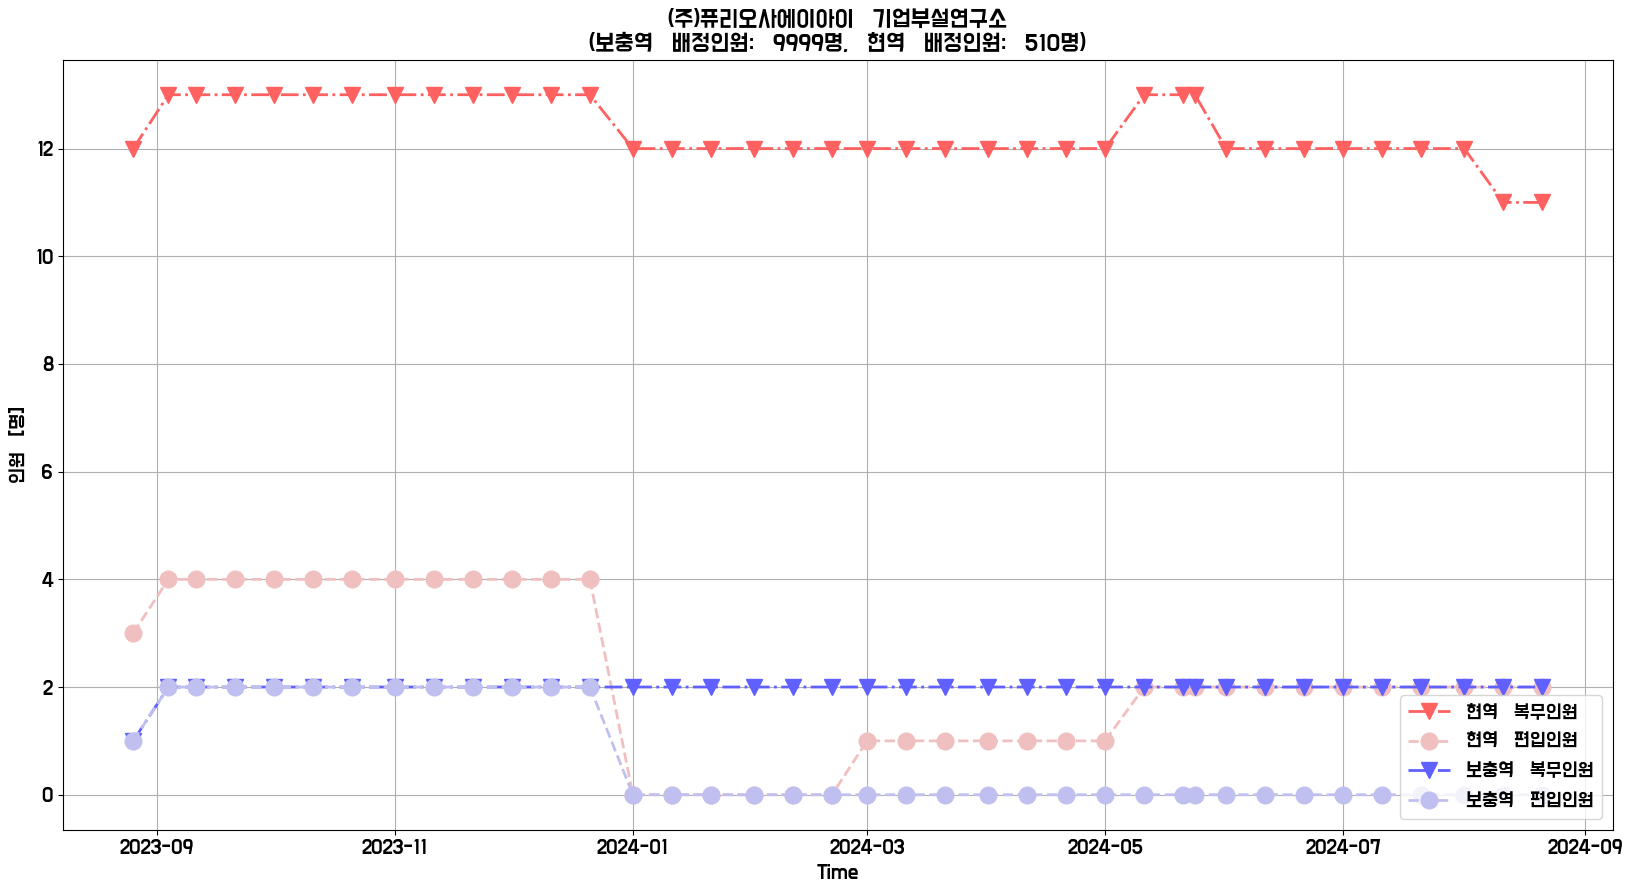 (주)퓨리오사에이아이 기업부설연구소
(보충역 배정인원: 9999명, 현역 배정인원: 510명)
인원 [명]
12
10
8
6
4
2
0
현역 복무인원
현역 편입인원
보충역 복무인원
보충역 편입인원
2023-09 2023-11 2024-01 2024-03 2024-05 2024-07 2024-09
Time